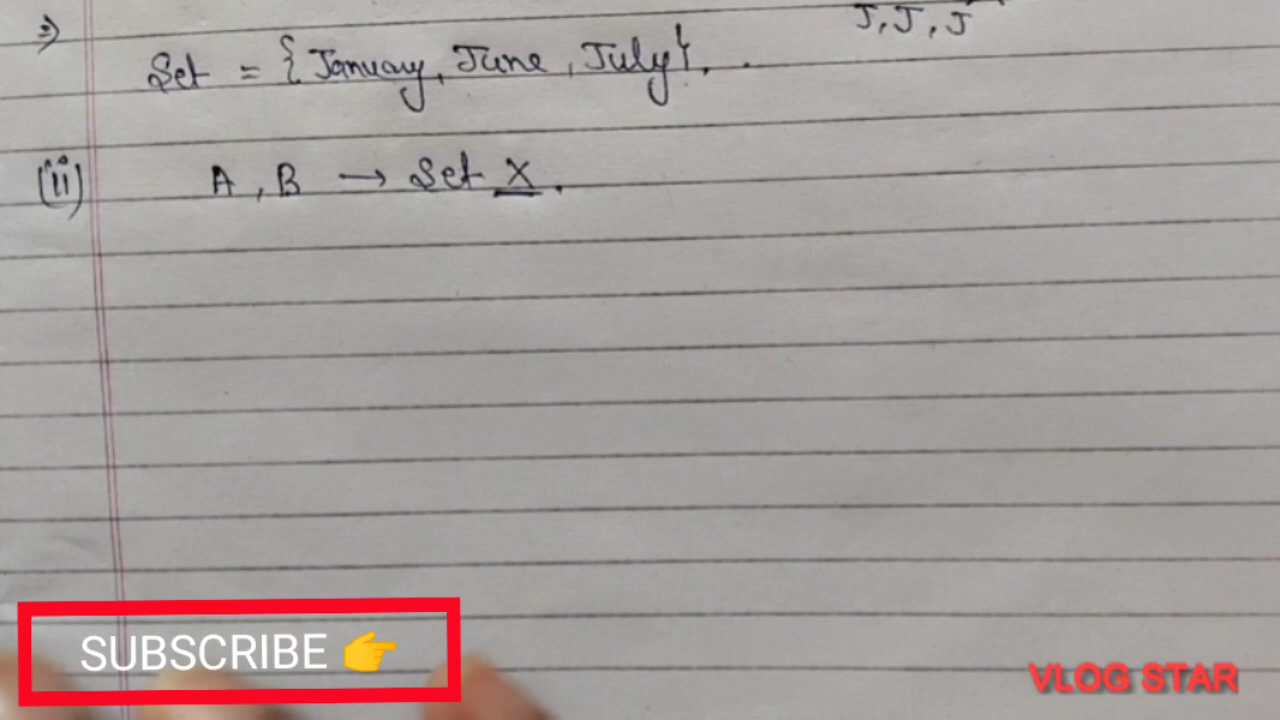 J, J, J
⇒
Set = {January, June, July}.
(ii) A, B → Set X.
SUBSCRIBE 👉
VLOG STAR